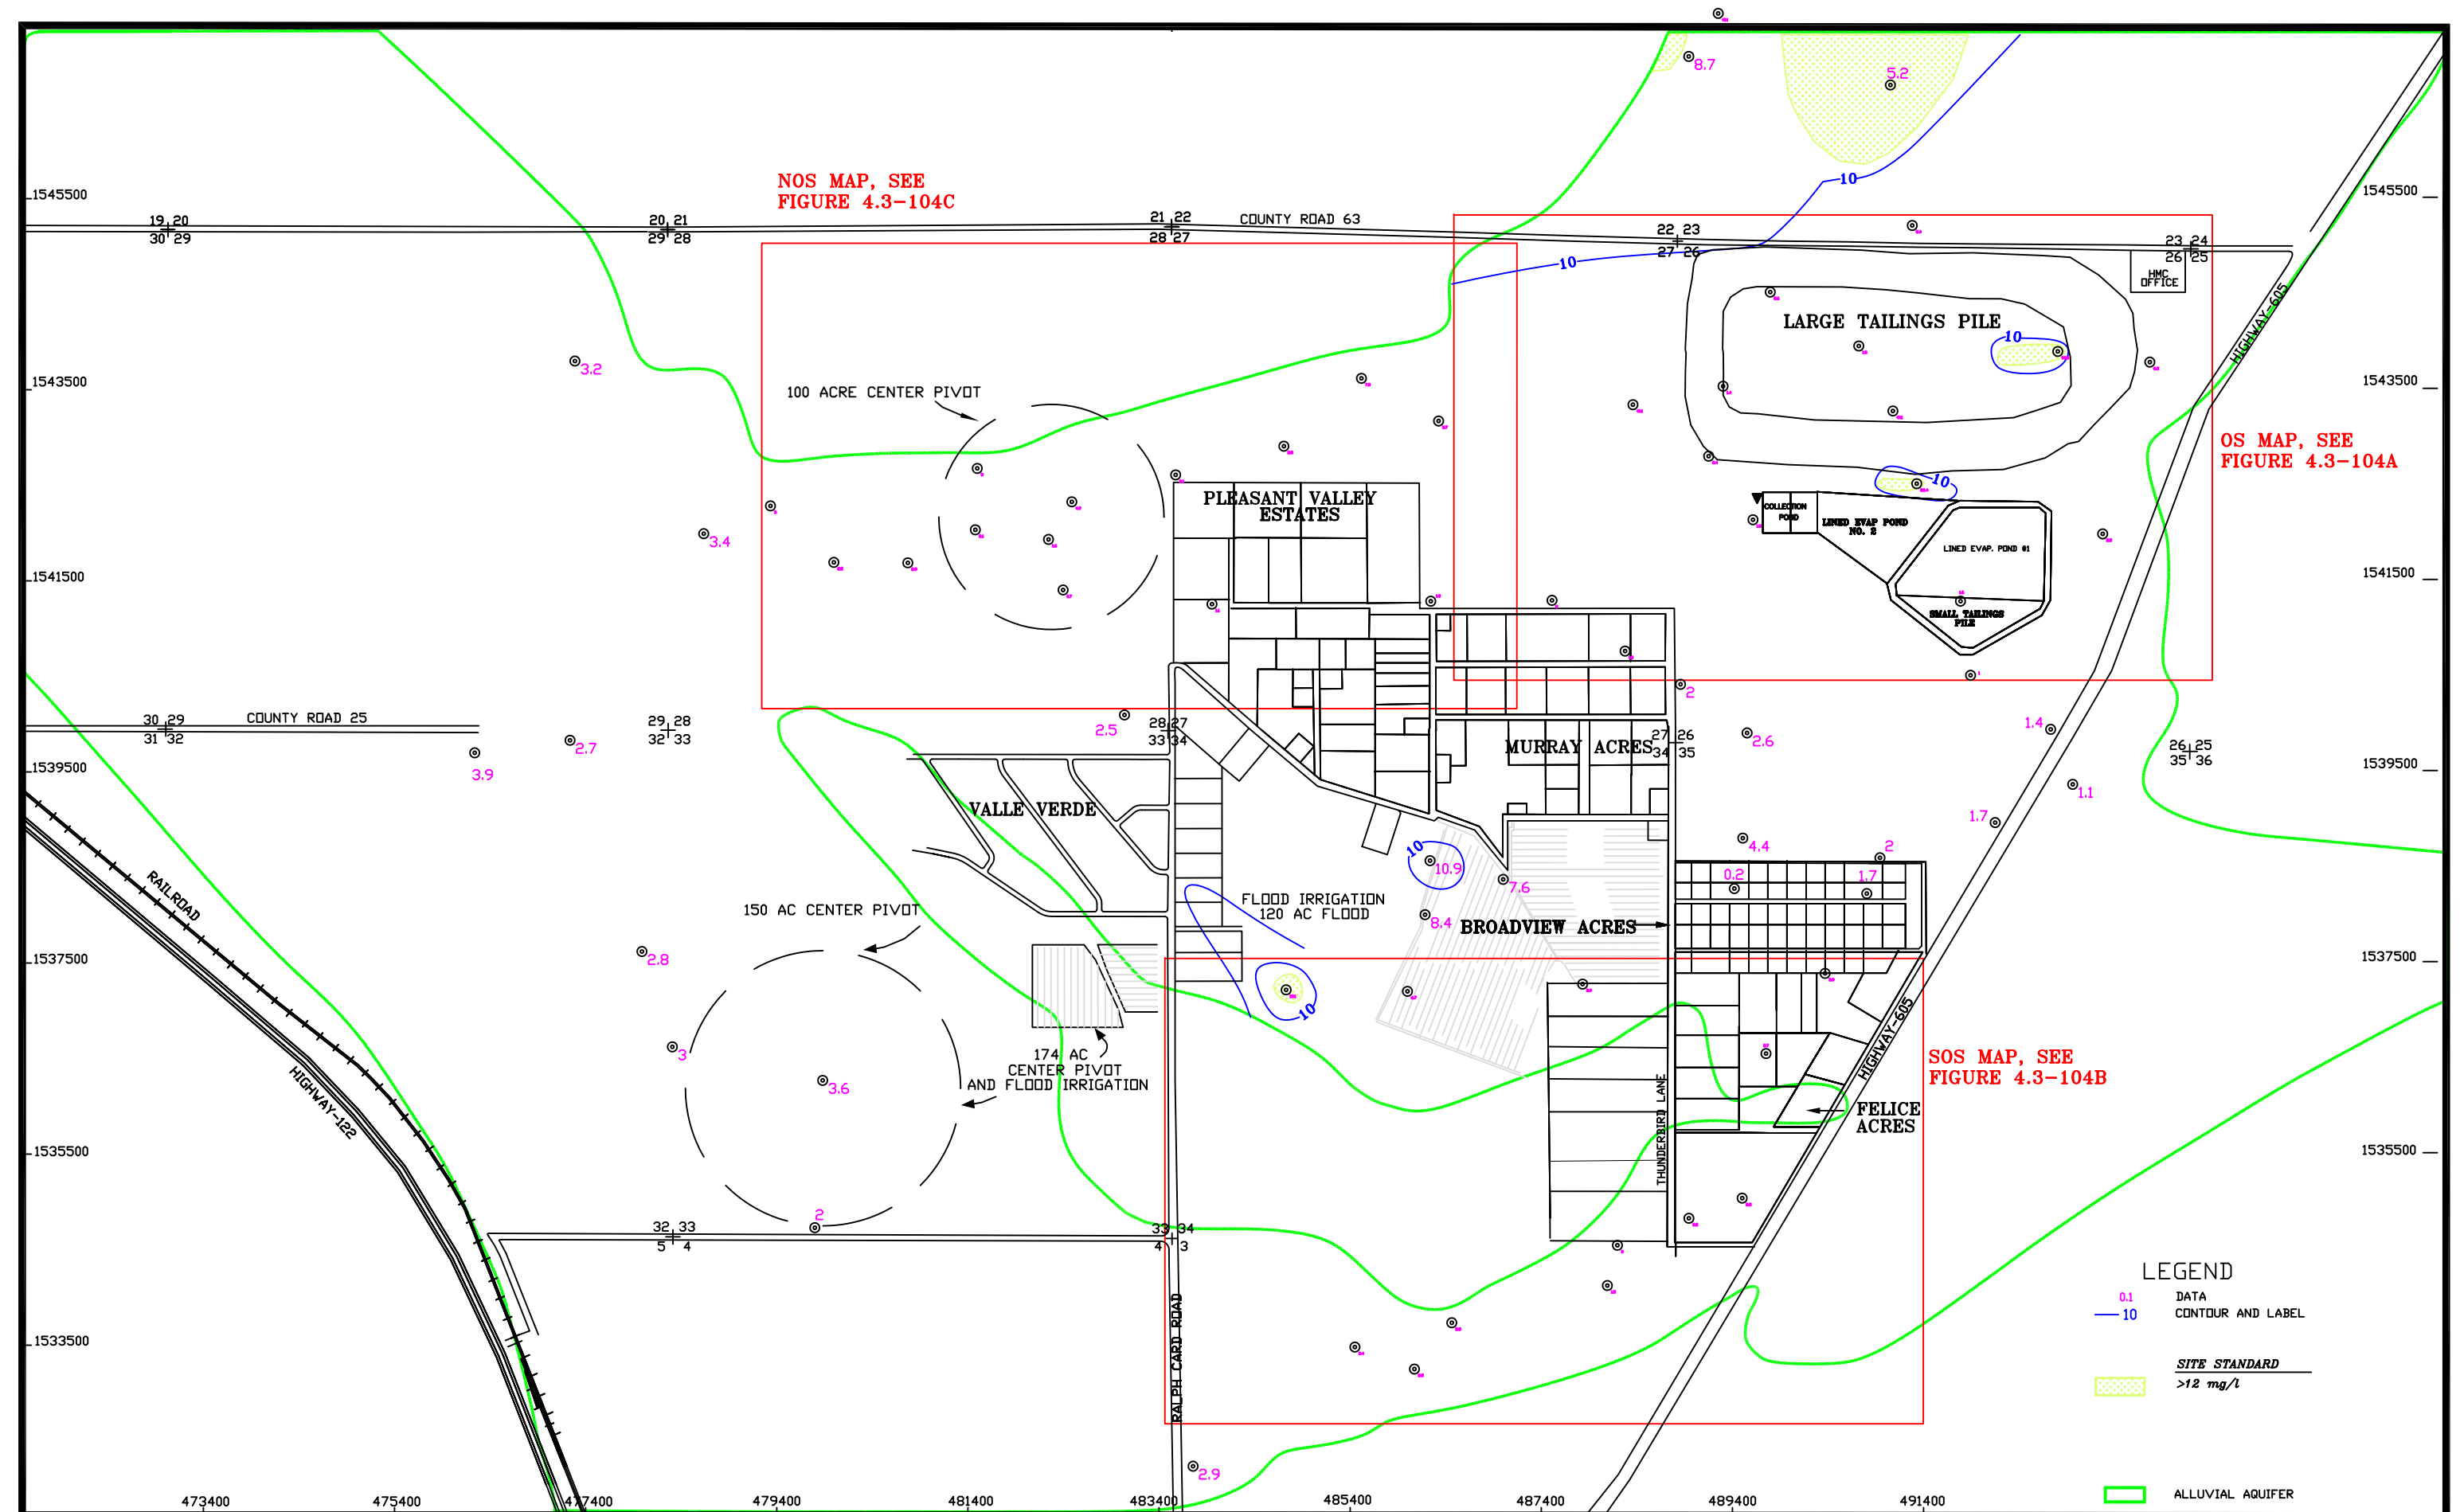 8.7
5.2
10
NOS MAP, SEE
FIGURE 4.3-104C
1545500
1545500
19 20
30 29
20 21
29 28
21 22
28 27
COUNTY ROAD 63
22 23
27 26
23 24
26 25
10
HMC
OFFICE
HIGHWAY-605
LARGE TAILINGS PILE
10
3.2
1543500
1543500
100 ACRE CENTER PIVOT
OS MAP, SEE
FIGURE 4.3-104A
10
PLEASANT VALLEY
ESTATES
COLLECTION
POND
LINED EVAP POND
NO. 2
LINED EVAP. POND #1
3.4
1541500
1541500
SMALL TAILINGS
PILE
2
30 29
31 32
COUNTY ROAD 25
29 28
32 33
2.5
28 27
33 34
1.4
2.7
2.6
MURRAY ACRES
27 26
34 35
26 25
35 36
3.9
1539500
1539500
1.1
VALLE VERDE
1.7
4.4
2
10
10.9
0.2
1.7
7.6
RAILROAD
FLOOD IRRIGATION
120 AC FLOOD
150 AC CENTER PIVOT
8.4
BROADVIEW ACRES
2.8
1537500
1537500
10
HIGHWAY-605
3
174 AC
CENTER PIVOT
AND FLOOD IRRIGATION
SOS MAP, SEE
FIGURE 4.3-104B
3.6
HIGHWAY-122
THUNDERBIRD LANE
FELICE
ACRES
1535500
1535500
2
32 33
5 4
33 34
4 3
LEGEND
0.1 DATA
10 CONTOUR AND LABEL
1533500
RALPH CARD ROAD
SITE STANDARD
>12 mg/l
2.9
ALLUVIAL AQUIFER
473400
475400
477400
479400
481400
483400
485400
487400
489400
491400